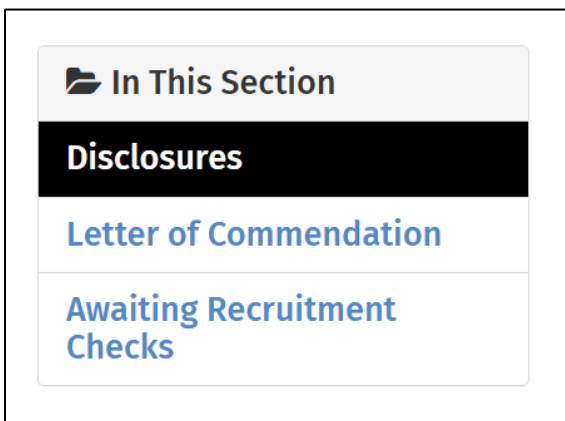 In This Section
Disclosures
Letter of Commendation
Awaiting Recruitment
Checks